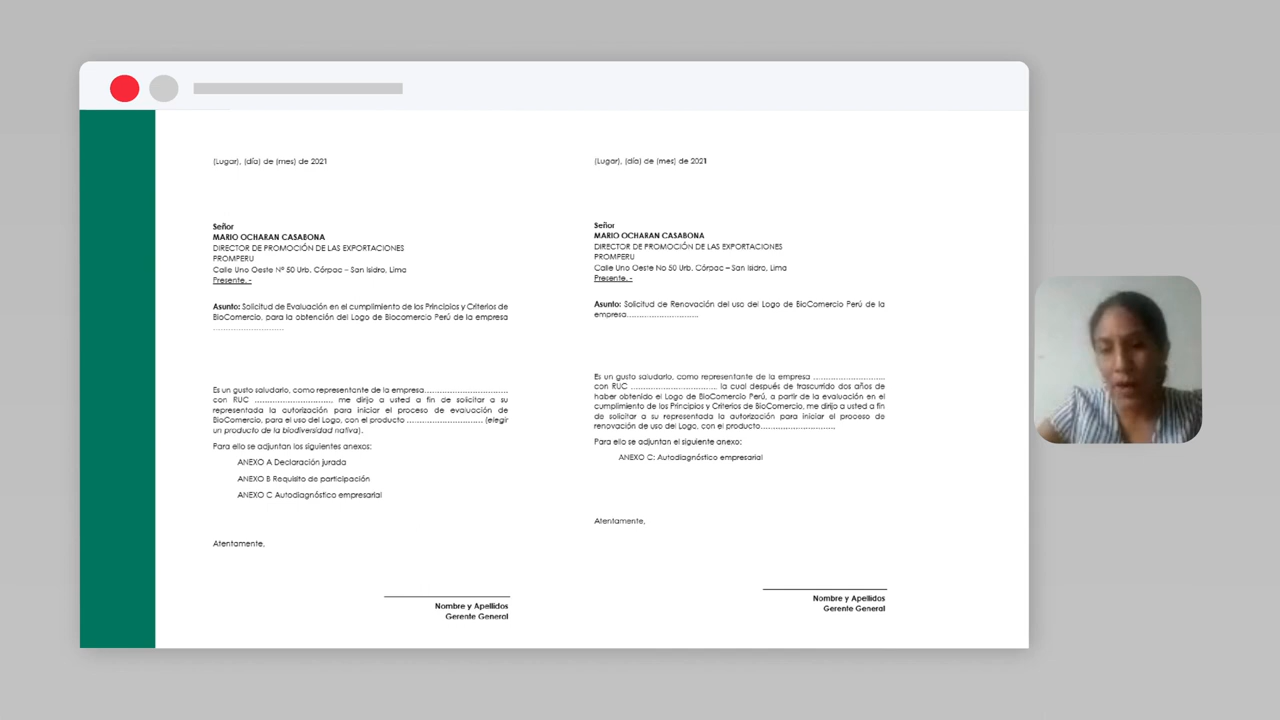 (Lugar), (día) de (mes) de 2021
Señor
MARIO OCHARAN CASABONA
DIRECTOR DE PROMOCIÓN DE LAS EXPORTACIONES
PROMPERU
Calle Uno Oeste Nº 50 Urb, Córpac – San Isidro, Lima
Presente. -
Asunto: Solicitud de Evaluación en el cumplimiento de los Principios y Criterios de
BioComercio, para la obtención del Logo de Biocomercio Perú de la empresa
............................
Es un gusto saludarlo, como representante de la empresa................................
con RUC .............................. me dirijo a usted a fin de solicitar a su
representada la autorización para iniciar el proceso de evaluación de
BioComercio, para el uso del Logo, con el producto ............................. (elegir
un producto de la biodiversidad nativa).
Para ello se adjuntan los siguientes anexos:
ANEXO A Declaración jurada
ANEXO B Requisito de participación
ANEXO C Autodiagnóstico empresarial
Atentamente,
Nombre y Apellidos
Gerente General
(Lugar), (día) de (mes) de 2021
Señor
MARIO OCHARAN CASABONA
DIRECTOR DE PROMOCIÓN DE LAS EXPORTACIONES
PROMPERU
Calle Uno Oeste No 50 Urb, Córpac – San Isidro, Lima
Presente. -
Asunto: Solicitud de Renovación del uso del Logo de BioComercio Perú de la
empresa............................
Es un gusto saludarlo, como representante de la empresa ............................
con RUC ................................. la cual después de trascurrido dos años de
haber obtenido el Logo de BioComercio Perú, a partir de la evaluación en el
cumplimiento de los Principios y Criterios de BioComercio, me dirijo a usted a fin
de solicitar a su representada la autorización para iniciar el proceso de
renovación de uso del Logo, con el producto.............................
Para ello se adjuntan el siguiente anexo:
ANEXO C: Autodiagnóstico empresarial
Atentamente,
Nombre y Apellidos
Gerente General